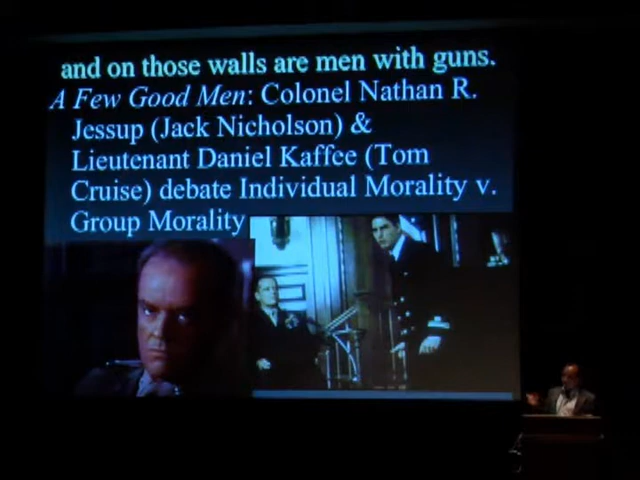 and on those walls are men with guns.
A Few Good Men: Colonel Nathan R.
Jessup (Jack Nicholson) &
Lieutenant Daniel Kaffee (Tom
Cruise) debate Individual Morality v.
Group Morality